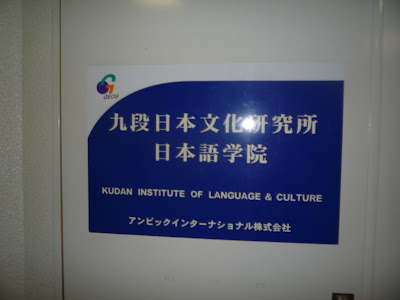 GEOS
九段日本文化研究所
日本語学院
KUDAN INSTITUTE OF LANGUAGE & CULTURE
アンビックインターナショナル株式会社